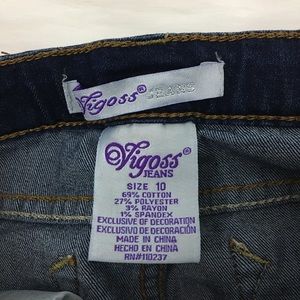 Vigoss® JEANS
Vigoss®
JEANS
SIZE 10
69% COTTON
27% POLYESTER
3% RAYON
1% SPANDEX
EXCLUSIVE OF DECORATION
EXCLUSIVO DE DECORACIÓN
MADE IN CHINA
HECHO EN CHINA
RN#110237